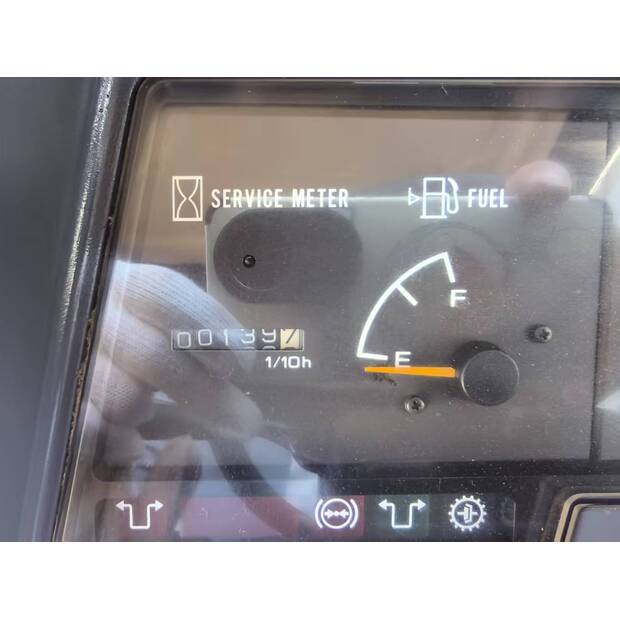 SERVICE METER
FUEL
F
00139
E
1/10h